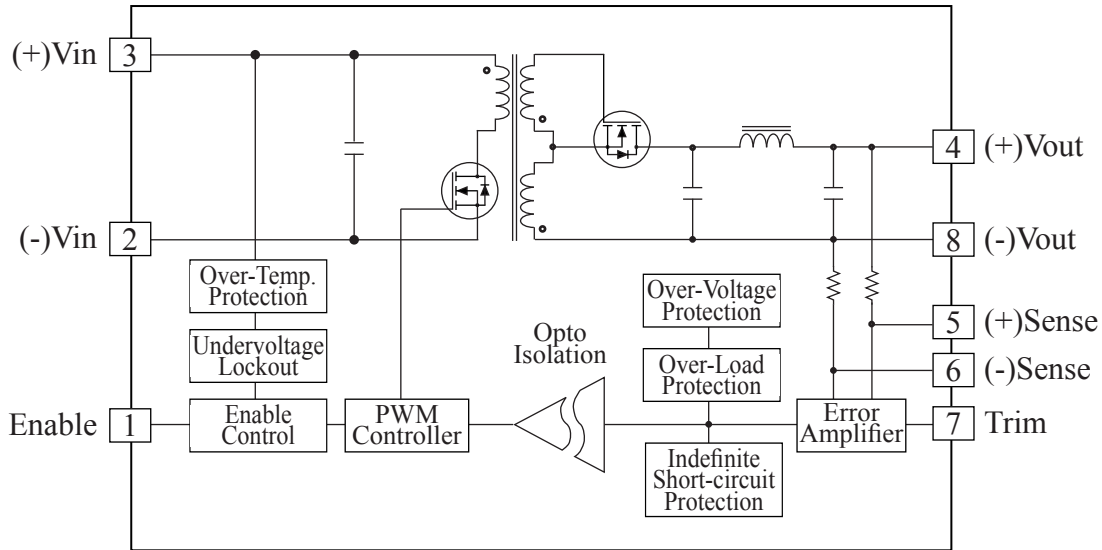 (+)Vin 3
4 (+)Vout
(-)Vin 2
8 (-)Vout
Over-Temp.
Protection
Over-Voltage
Protection
5 (+)Sense
Undervoltage
Lockout
Opto
Isolation
Over-Load
Protection
6 (-)Sense
Enable 1
Enable
Control
PWM
Controller
Error
Amplifier
7 Trim
Indefinite
Short-circuit
Protection